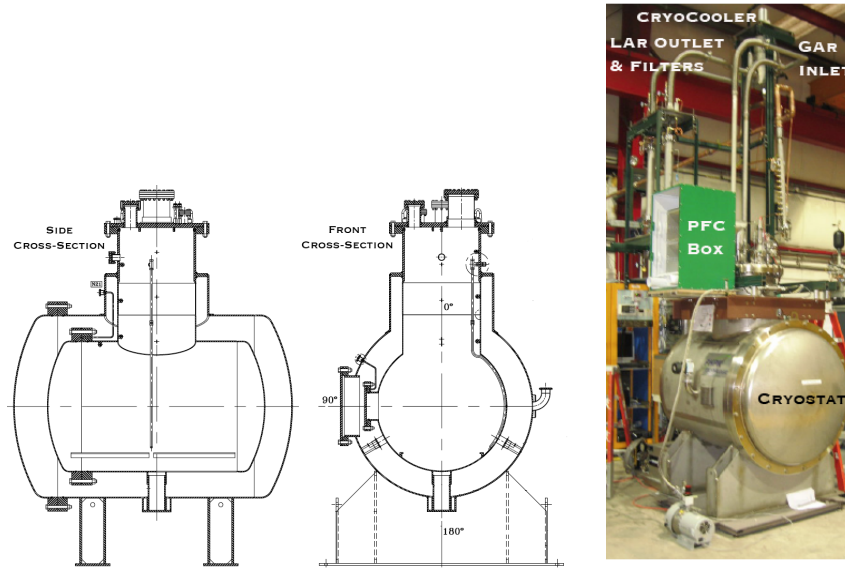 Side
Cross-Section
Front
Cross-Section
0°
90°
180°
CryoCooler
LAr Outlet
& Filters
GAr
Inlet
PFC
Box
Cryostat